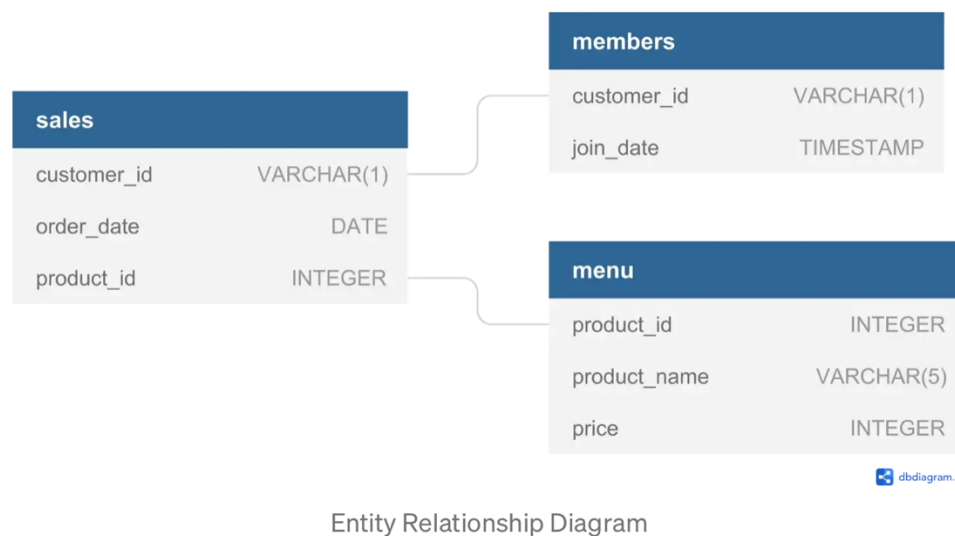 sales
customer_id VARCHAR(1)
order_date DATE
product_id INTEGER
members
customer_id VARCHAR(1)
join_date TIMESTAMP
menu
product_id INTEGER
product_name VARCHAR(5)
price INTEGER
dbdiagram.
Entity Relationship Diagram